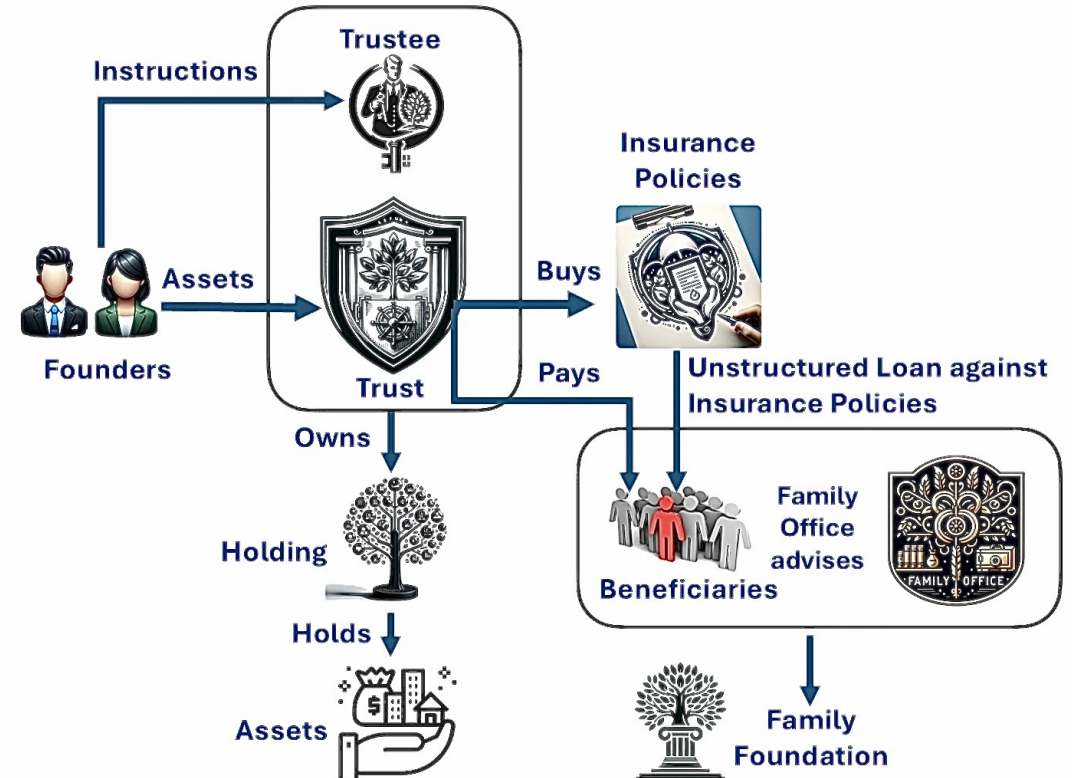 Trustee
Instructions
Insurance
Policies
Assets
Buys
Founders
Trust
Pays
Unstructured Loan against
Insurance Policies
Owns
Holding
Family
Office
advises
FAMILY OFFICE
Beneficiaries
Holds
Assets
$
Family
Foundation